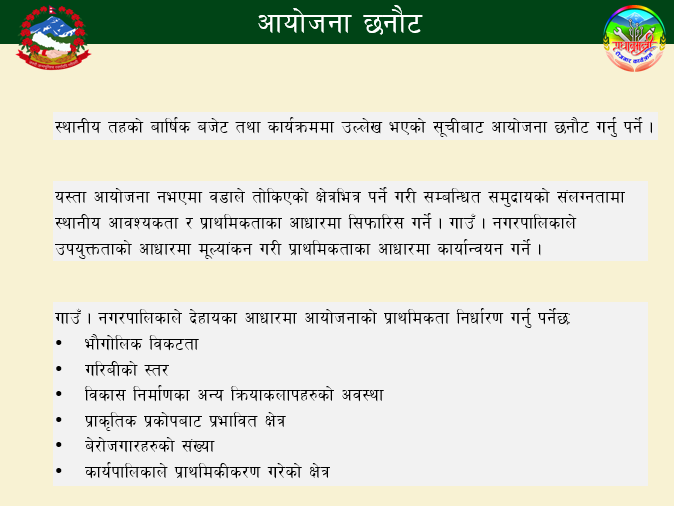 आयोजना छनौट
स्थानीय तहको बार्षिक बजेट तथा कार्यक्रममा उल्लेख भएको सूचीबाट आयोजना छनौट गर्नु पर्ने ।
यस्ता आयोजना नभएमा वडाले तोकिएको क्षेत्रभित्र पर्ने गरी सम्बन्धित समुदायको संलग्नतामा
स्थानीय आवश्यकता र प्राथमिकताका आधारमा सिफारिस गर्ने । गाउँ । नगरपालिकाले
उपयुक्तताको आधारमा मूल्यांकन गरी प्राथमिकताका आधारमा कार्यान्वयन गर्ने ।
गाउँ । नगरपालिकाले देहायका आधारमा आयोजनाको प्राथमिकता निर्धारण गर्नु पर्नेछः
• भौगोलिक विकटता
• गरिबीको स्तर
• विकास निर्माणका अन्य क्रियाकलापहरुको अवस्था
• प्राकृतिक प्रकोपबाट प्रभावित क्षेत्र
• बेरोजगारहरुको संख्या
• कार्यपालिकाले प्राथमिकीकरण गरेको क्षेत्र